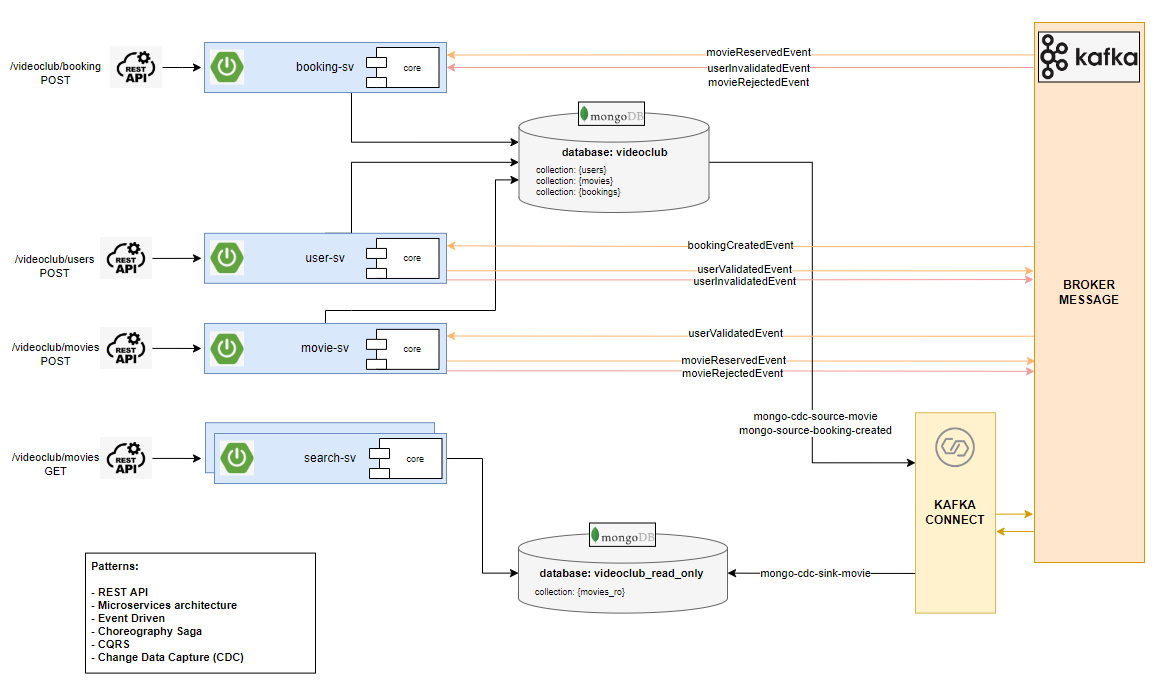 /videoclub/booking
POST
REST
API
booking-sv
core
movieReservedEvent
userInvalidatedEvent
movieRejectedEvent
kafka
mongoDB
database: videoclub
collection: {users}
collection: {movies}
collection: {bookings}
/videoclub/users
POST
REST
API
user-sv
core
bookingCreatedEvent
userValidatedEvent
userInvalidatedEvent
BROKER
MESSAGE
/videoclub/movies
POST
REST
API
movie-sv
core
userValidatedEvent
movieReservedEvent
movieRejectedEvent
mongo-cdc-source-movie
mongo-source-booking-created
/videoclub/movies
GET
REST
API
search-sv
core
KAFKA
CONNECT
mongoDB
database: videoclub_read_only
collection: {movies_ro}
mongo-cdc-sink-movie
Patterns:
- REST API
- Microservices architecture
- Event Driven
- Choreography Saga
- CQRS
- Change Data Capture (CDC)